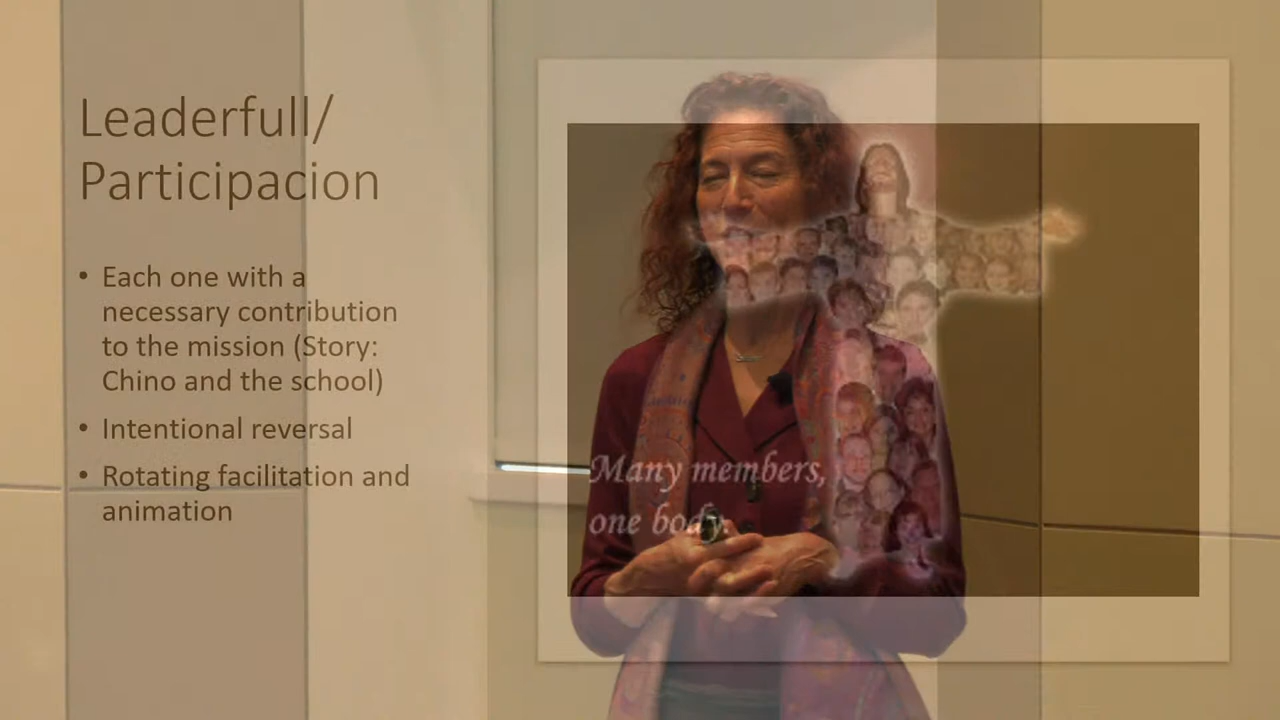 Leaderfull/
Participacion
• Each one with a
necessary contribution
to the mission (Story:
Chino and the school)
• Intentional reversal
• Rotating facilitation and
animation
Many members,
one body.